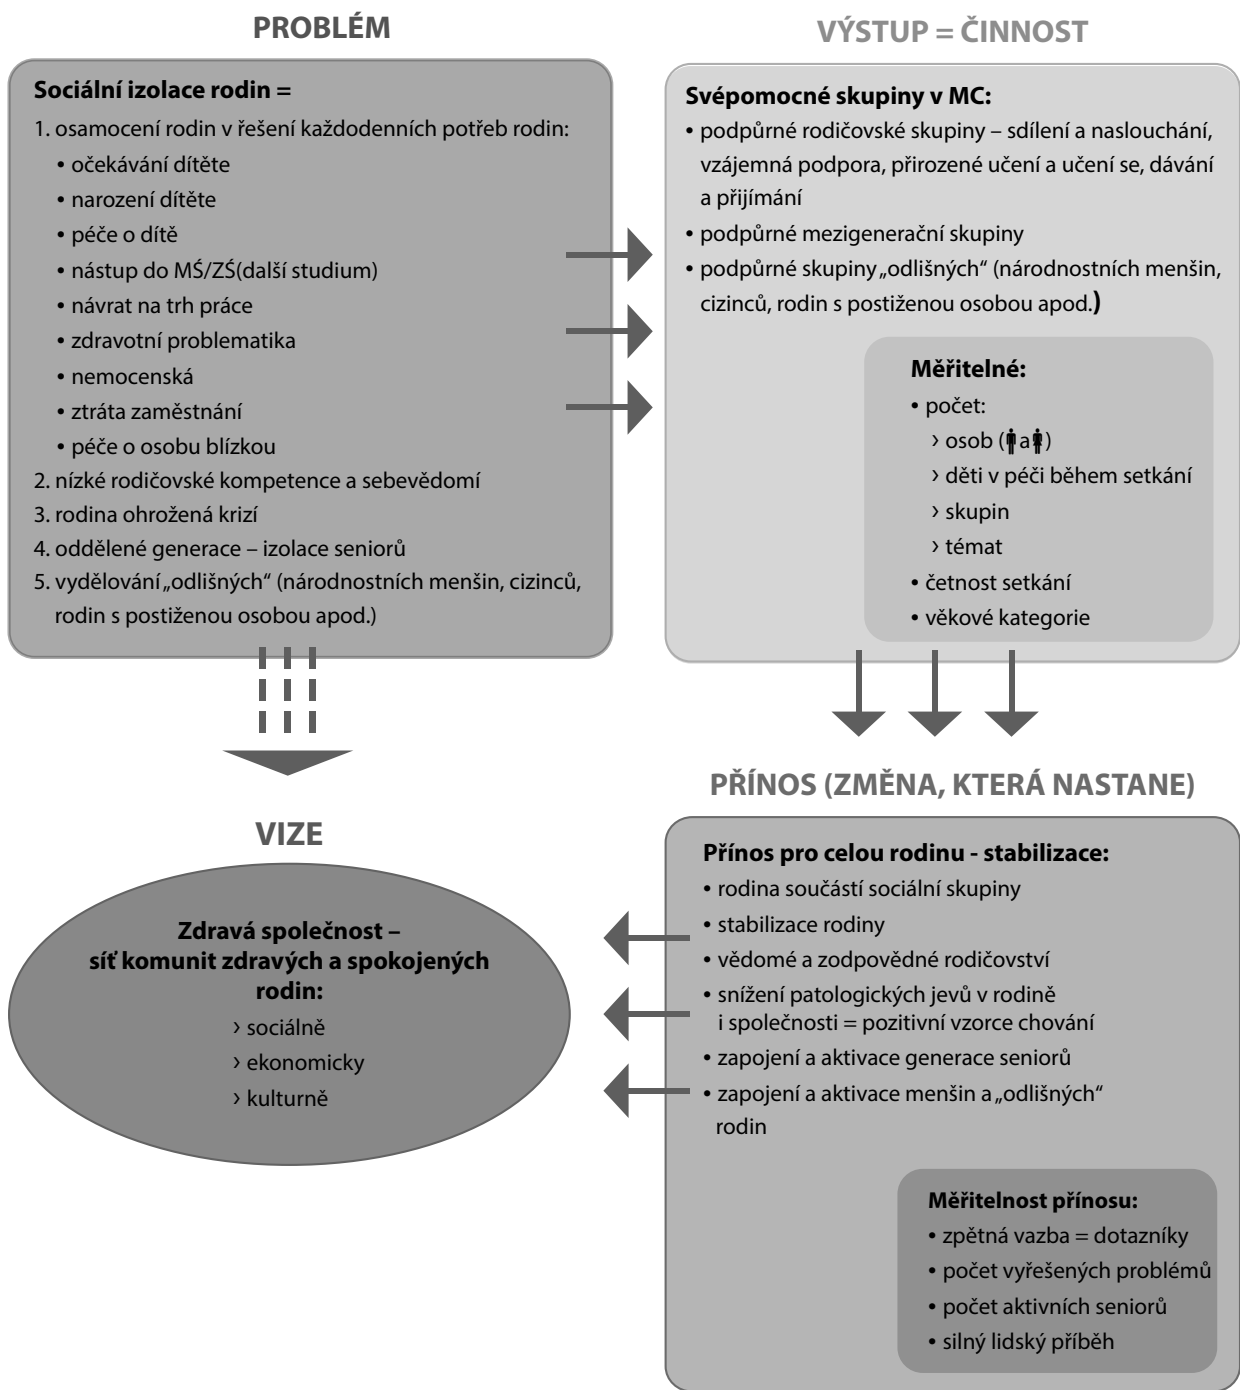 PROBLÉM
Sociální izolace rodin =
1. osamocení rodin v řešení každodenních potřeb rodin:
• očekávání dítěte
• narození dítěte
• péče o dítě
• nástup do MŚ/ZŚ(další studium)
• návrat na trh práce
• zdravotní problematika
• nemocenská
• ztráta zaměstnání
• péče o osobu blízkou
2. nízké rodičovské kompetence a sebevědomí
3. rodina ohrožená krizí
4. oddělené generace – izolace seniorů
5. vydělování „odlišných“ (národnostních menšin, cizinců,
rodin s postiženou osobou apod.)
VÝSTUP = ČINNOST
Svépomocné skupiny v MC:
• podpůrné rodičovské skupiny – sdílení a naslouchání,
vzájemná podpora, přirozené učení a učení se, dávání
a přijímání
• podpůrné mezigenerační skupiny
• podpůrné skupiny „odlišných“ (národnostních menšin,
cizinců, rodin s postiženou osobou apod.)
Měřitelné:
• počet:
› osob (a)
› děti v péči během setkání
› skupin
› témat
• četnost setkání
• věkové kategorie
PŘÍNOS (ZMĚNA, KTERÁ NASTANE)
Přínos pro celou rodinu - stabilizace:
• rodina součástí sociální skupiny
• stabilizace rodiny
• vědomé a zodpovědné rodičovství
• snížení patologických jevů v rodině
i společnosti = pozitivní vzorce chování
• zapojení a aktivace generace seniorů
• zapojení a aktivace menšin a „odlišných“
rodin
Měřitelnost přínosu:
• zpětná vazba = dotazníky
• počet vyřešených problémů
• počet aktivních seniorů
• silný lidský příběh
VIZE
Zdravá společnost –
síť komunit zdravých a spokojených
rodin:
› sociálně
› ekonomicky
› kulturně